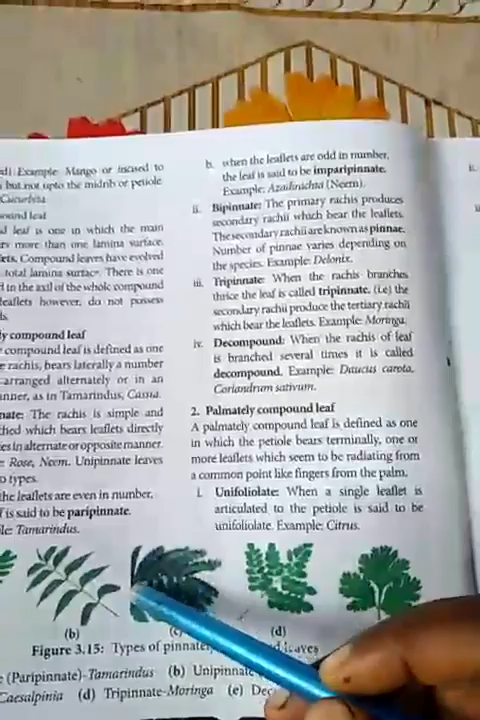 Example: Mango or incised to
but not upto the midrib or petiole
Cucurbita
leaf
leaf is one in which the main
more than one lamina surface.
Compound leaves have evolved
total lamina surface. There is one
in the axil of the whole compound
leaflets however, do not possess
compound leaf
compound leaf is defined as one
rachis, bears laterally a number
arranged alternately or in an
as in Tamarindus, Cassia.
The rachis is simple and
which bears leaflets directly
in alternate or opposite manner.
Rose, Neem. Unipinnate leaves
types.
the leaflets are even in number,
is said to be paripinnate.
Tamarindus.
b. when the leaflets are odd in number,
the leaf is said to be imparipinnate.
Example: Azadirachta (Neem).
ii. Bipinnate: The primary rachis produces
secondary rachii which bear the leaflets.
The secondary rachii are known as pinnae.
Number of pinnae varies depending on
the species. Example: Delonix.
iii. Tripinnate: When the rachis branches
thrice the leaf is called tripinnate. (i.e) the
secondary rachii produce the tertiary rachii
which bear the leaflets. Example: Moringa.
iv. Decompound: When the rachis of leaf
is branched several times it is called
decompound. Example: Daucus carota,
Coriandrum sativum.
2. Palmately compound leaf
A palmately compound leaf is defined as one
in which the petiole bears terminally, one or
more leaflets which seem to be radiating from
a common point like fingers from the palm.
i. Unifoliolate: When a single leaflet is
articulated to the petiole is said to be
unifoliolate. Example: Citrus.
(b) (c) (d)
Figure 3.15: Types of leaves
(Paripinnate)-Tamarindus (b) Unipinnate
Caesalpinia (d) Tripinnate-Moringa (e)